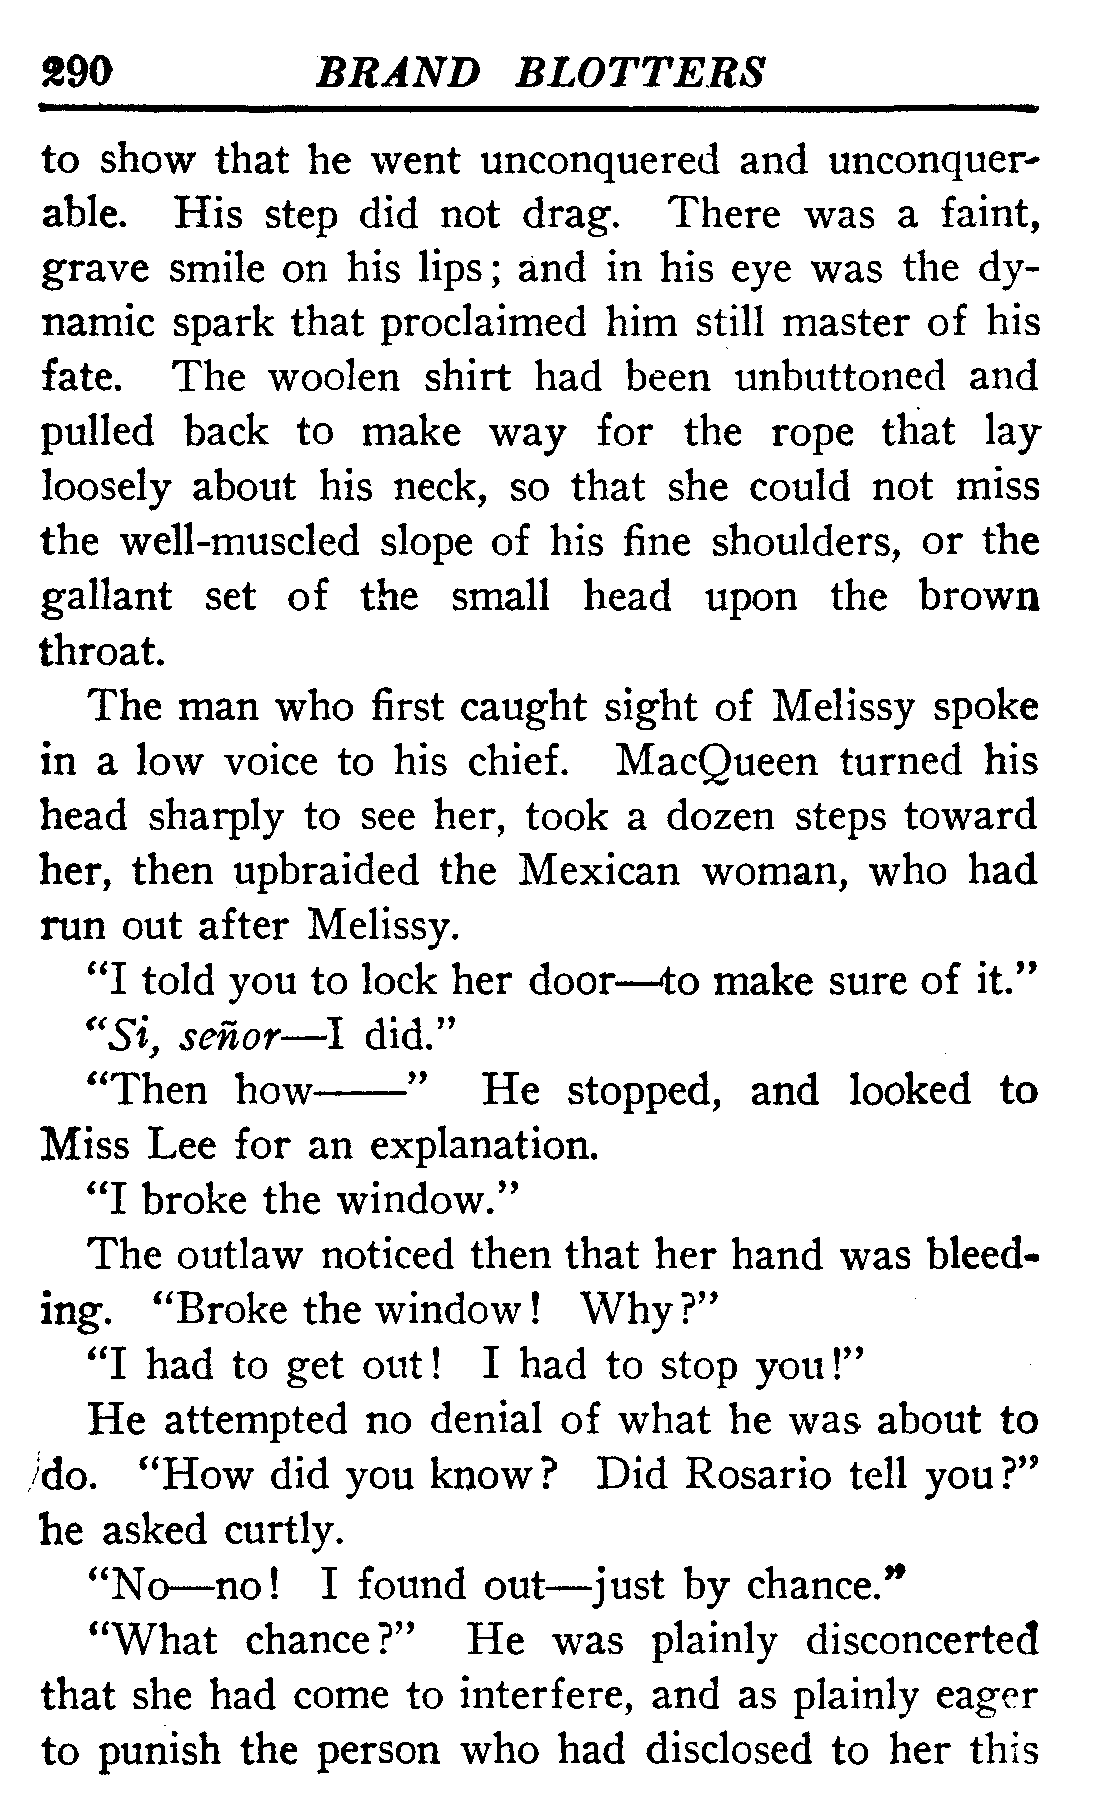 290 BRAND BLOTTERS
to show that he went unconquered and unconquer-
able. His step did not drag. There was a faint,
grave smile on his lips; and in his eye was the dy-
namic spark that proclaimed him still master of his
fate. The woolen shirt had been unbuttoned and
pulled back to make way for the rope that lay
loosely about his neck, so that she could not miss
the well-muscled slope of his fine shoulders, or the
gallant set of the small head upon the brown
throat.
The man who first caught sight of Melissy spoke
in a low voice to his chief. MacQueen turned his
head sharply to see her, took a dozen steps toward
her, then upbraided the Mexican woman, who had
run out after Melissy.
“I told you to lock her door—to make sure of it.”
“Si, señor—I did.”
“Then how——” He stopped, and looked to
Miss Lee for an explanation.
“I broke the window.”
The outlaw noticed then that her hand was bleed-
ing. “Broke the window! Why?”
“I had to get out! I had to stop you!”
He attempted no denial of what he was about to
do. “How did you know? Did Rosario tell you?”
he asked curtly.
“No—no! I found out—just by chance.”
“What chance?” He was plainly disconcerted
that she had come to interfere, and as plainly eager
to punish the person who had disclosed to her this